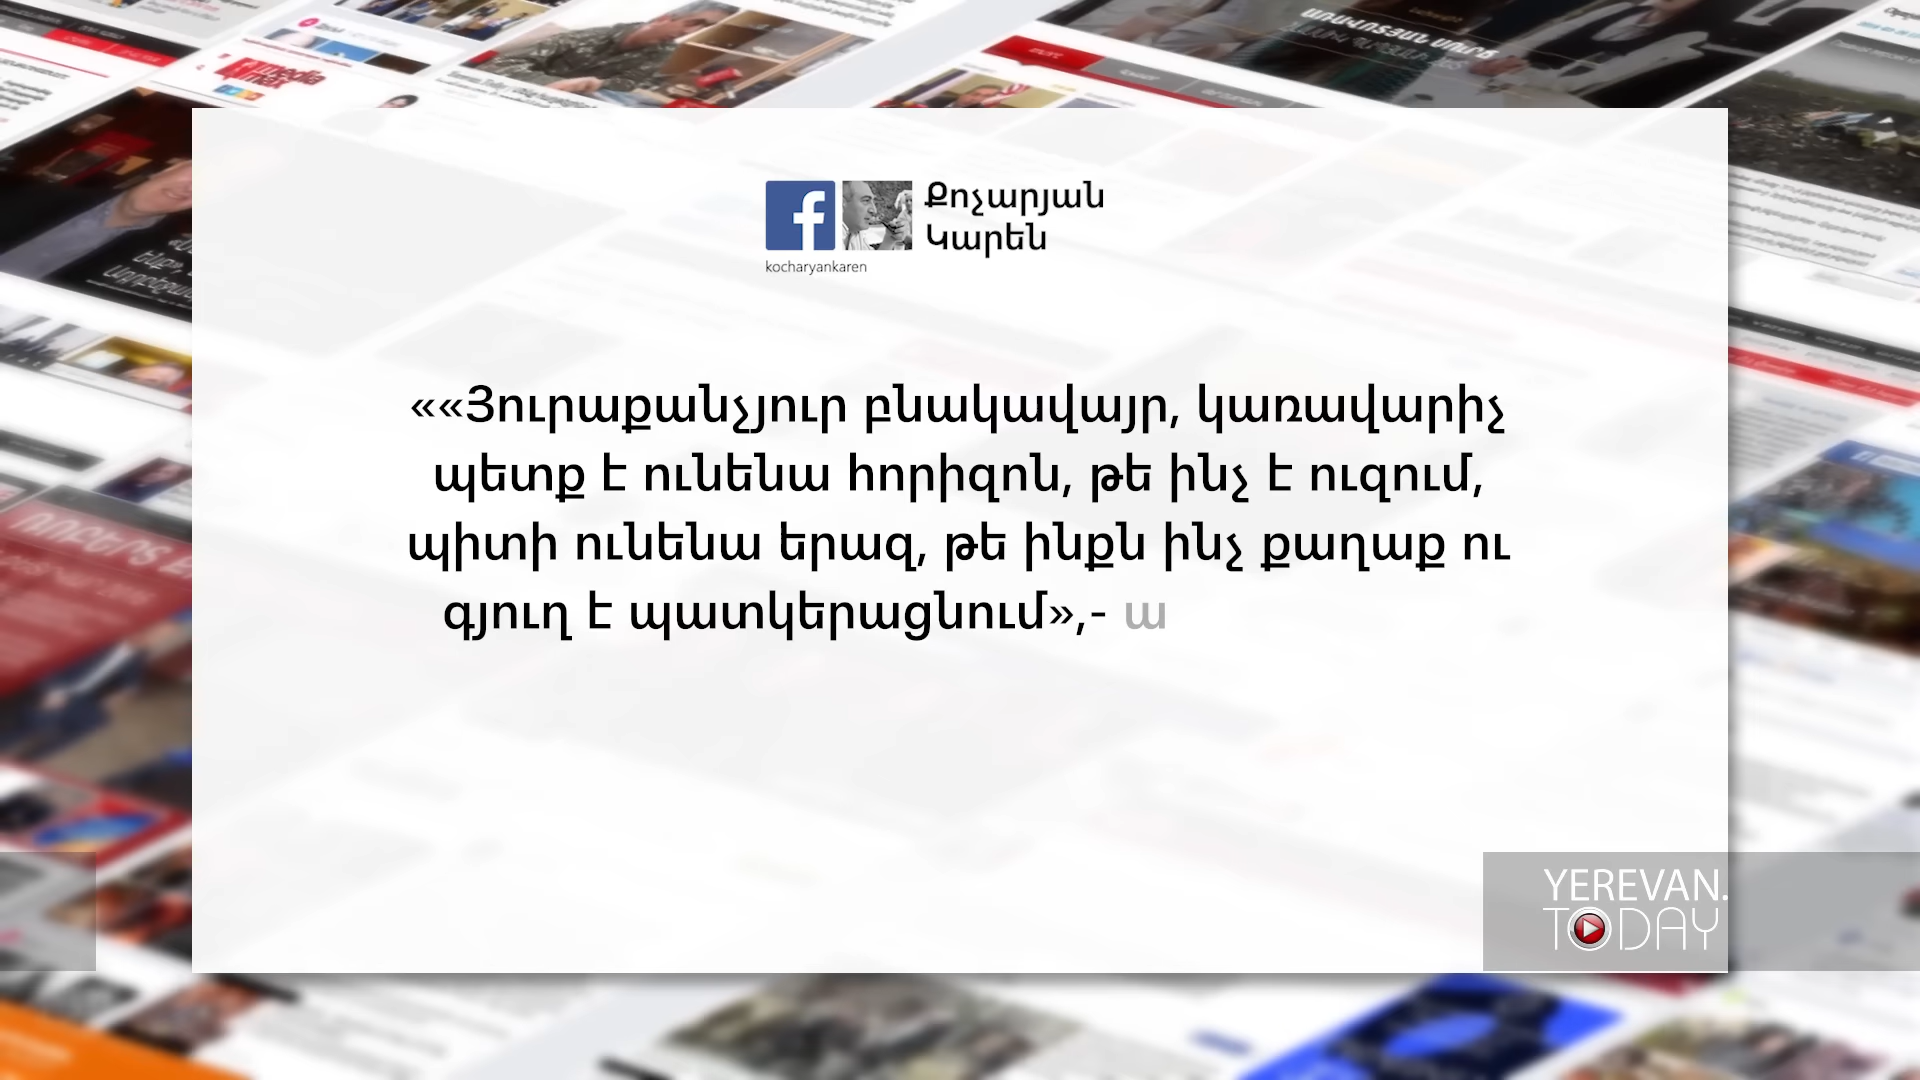 Քոչարյան
Կարեն
kocharyankaren
««Յուրաքանչյուր բնակավայր, կառավարիչ
պետք է ունենա հորիզոն, թե ինչ է ուզում,
պիտի ունենա երազ, թե ինքն ինչ քաղաք ու
գյուղ է պատկերացնում»,- ա
YEREVAN.
TODAY